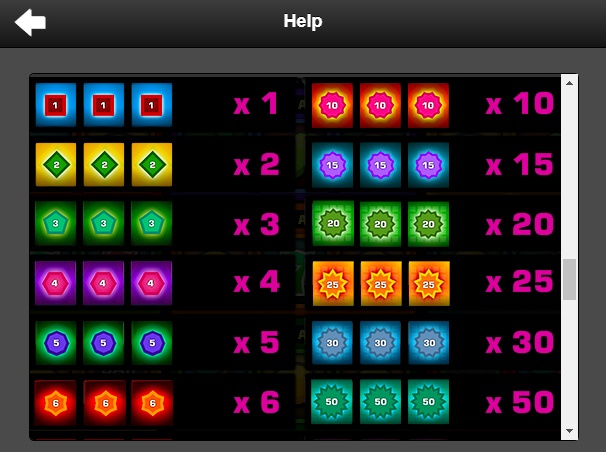 Help
1 1 1 x 1 10 10 10 x 10
2 2 2 x 2 15 15 15 x 15
3 3 3 x 3 20 20 20 x 20
4 4 4 x 4 25 25 25 x 25
5 5 5 x 5 30 30 30 x 30
6 6 6 x 6 50 50 50 x 50